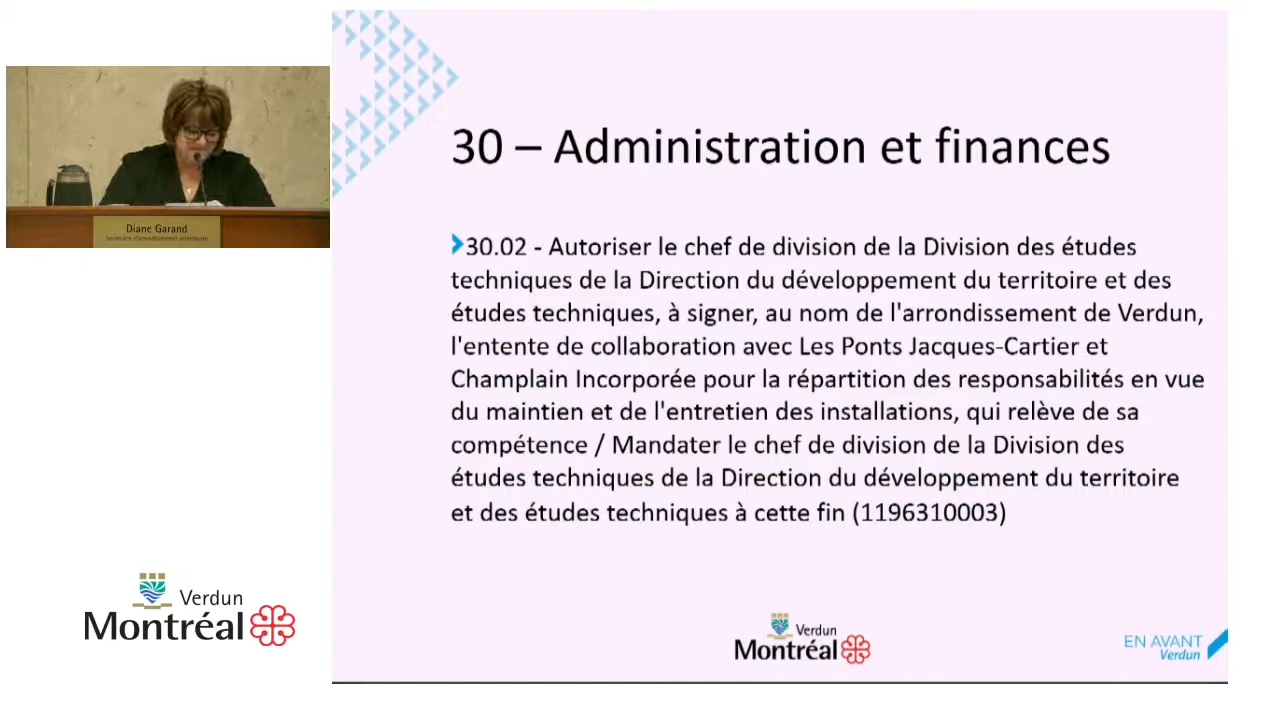 Diane Garand
Secrétaire d'arrondissement
30 – Administration et finances
30.02 - Autoriser le chef de division de la Division des études
techniques de la Direction du développement du territoire et des
études techniques, à signer, au nom de l'arrondissement de Verdun,
l'entente de collaboration avec Les Ponts Jacques-Cartier et
Champlain Incorporée pour la répartition des responsabilités en vue
du maintien et de l'entretien des installations, qui relève de sa
compétence / Mandater le chef de division de la Division des
études techniques de la Direction du développement du territoire
et des études techniques à cette fin (1196310003)
Verdun
Montréal
Verdun
Montréal
EN AVANT
Verdun